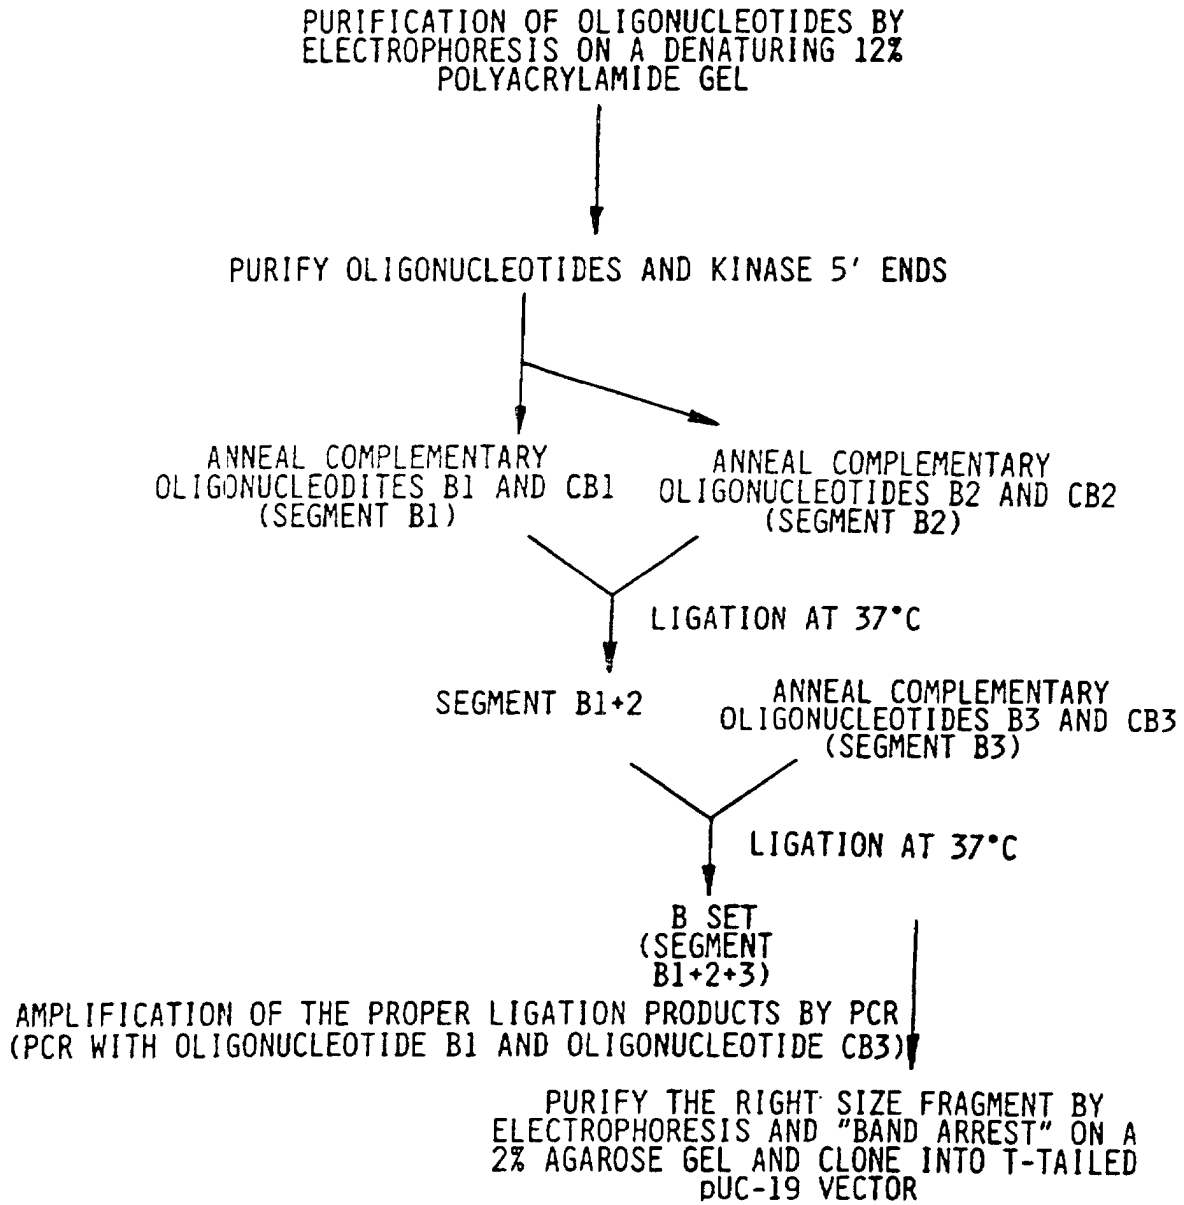 PURIFICATION OF OLIGONUCLEOTIDES BY
ELECTROPHORESIS ON A DENATURING 12%
POLYACRYLAMIDE GEL
PURIFY OLIGONUCLEOTIDES AND KINASE 5' ENDS
ANNEAL COMPLEMENTARY
OLIGONUCLEODITES B1 AND CB1
(SEGMENT B1)
ANNEAL COMPLEMENTARY
OLIGONUCLEOTIDES B2 AND CB2
(SEGMENT B2)
LIGATION AT 37°C
SEGMENT B1+2
ANNEAL COMPLEMENTARY
OLIGONUCLEOTIDES B3 AND CB3
(SEGMENT B3)
LIGATION AT 37°C
B SET
(SEGMENT
B1+2+3)
AMPLIFICATION OF THE PROPER LIGATION PRODUCTS BY PCR
(PCR WITH OLIGONUCLEOTIDE B1 AND OLIGONUCLEOTIDE CB3)
PURIFY THE RIGHT SIZE FRAGMENT BY
ELECTROPHORESIS AND "BAND ARREST" ON A
2% AGAROSE GEL AND CLONE INTO T-TAILED
pUC-19 VECTOR